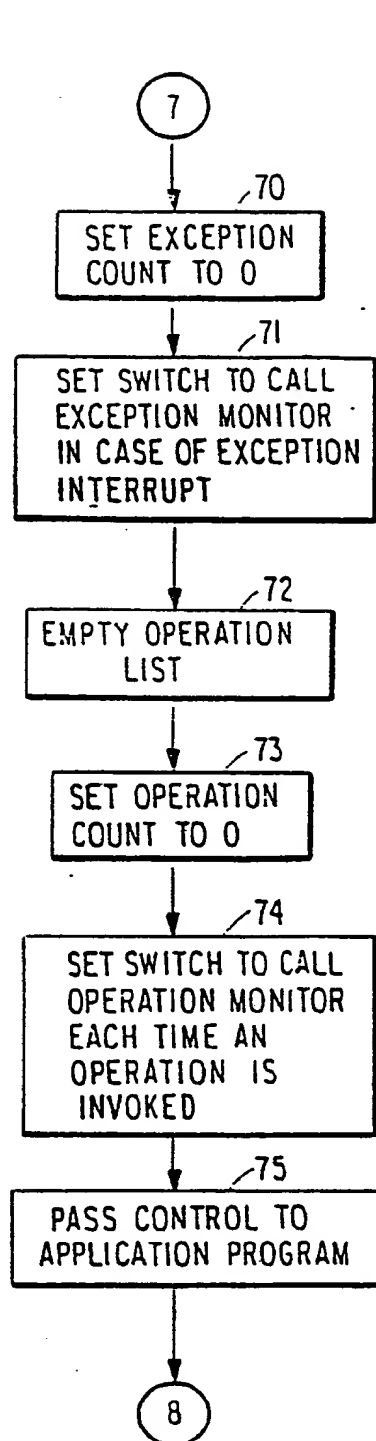 7
70
SET EXCEPTION
COUNT TO 0
71
SET SWITCH TO CALL
EXCEPTION MONITOR
IN CASE OF EXCEPTION
INTERRUPT
72
EMPTY OPERATION
LIST
73
SET OPERATION
COUNT TO 0
74
SET SWITCH TO CALL
OPERATION MONITOR
EACH TIME AN
OPERATION IS
INVOKED
75
PASS CONTROL TO
APPLICATION PROGRAM
8